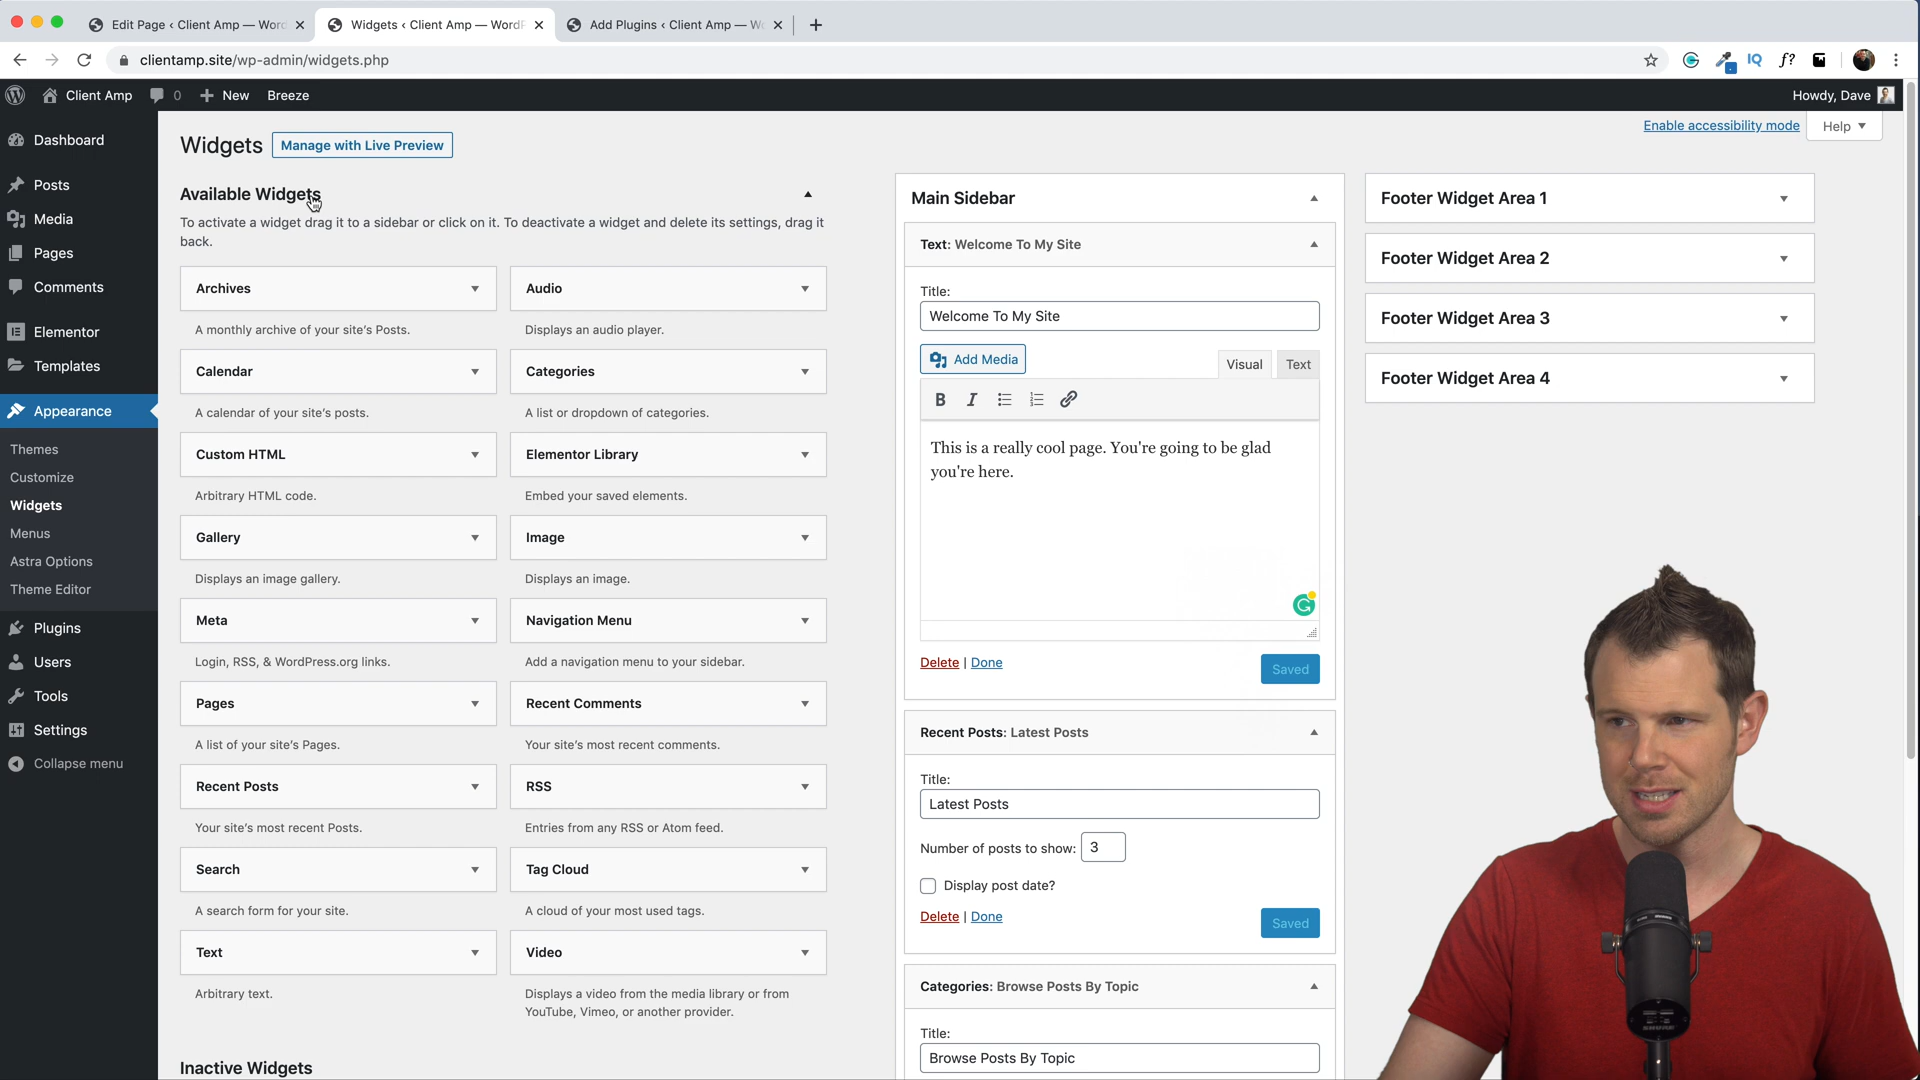 Edit Page ‹ Client Amp — Word
Widgets ‹ Client Amp — WordP
Add Plugins ‹ Client Amp — W
clientamp.site/wp-admin/widgets.php
IQ
f?
Client Amp
0
New
Breeze
Howdy, Dave
Dashboard
Posts
Media
Pages
Comments
Elementor
Templates
Appearance
Themes
Customize
Widgets
Menus
Astra Options
Theme Editor
Plugins
Users
Tools
Settings
Collapse menu
Widgets
Manage with Live Preview
Enable accessibility mode
Help
Available Widgets
To activate a widget drag it to a sidebar or click on it. To deactivate a widget and delete its settings, drag it
back.
Archives
A monthly archive of your site's Posts.
Audio
Displays an audio player.
Calendar
A calendar of your site's posts.
Categories
A list or dropdown of categories.
Custom HTML
Arbitrary HTML code.
Elementor Library
Embed your saved elements.
Gallery
Displays an image gallery.
Image
Displays an image.
Meta
Login, RSS, & WordPress.org links.
Navigation Menu
Add a navigation menu to your sidebar.
Pages
A list of your site's Pages.
Recent Comments
Your site's most recent comments.
Recent Posts
Your site's most recent Posts.
RSS
Entries from any RSS or Atom feed.
Search
A search form for your site.
Tag Cloud
A cloud of your most used tags.
Text
Arbitrary text.
Video
Displays a video from the media library or from
YouTube, Vimeo, or another provider.
Inactive Widgets
Main Sidebar
Text: Welcome To My Site
Title:
Welcome To My Site
Add Media
Visual
Text
B I
This is a really cool page. You're going to be glad
you're here.
Delete | Done
Saved
Recent Posts: Latest Posts
Title:
Latest Posts
Number of posts to show: 3
Display post date?
Delete | Done
Saved
Categories: Browse Posts By Topic
Title:
Browse Posts By Topic
Footer Widget Area 1
Footer Widget Area 2
Footer Widget Area 3
Footer Widget Area 4